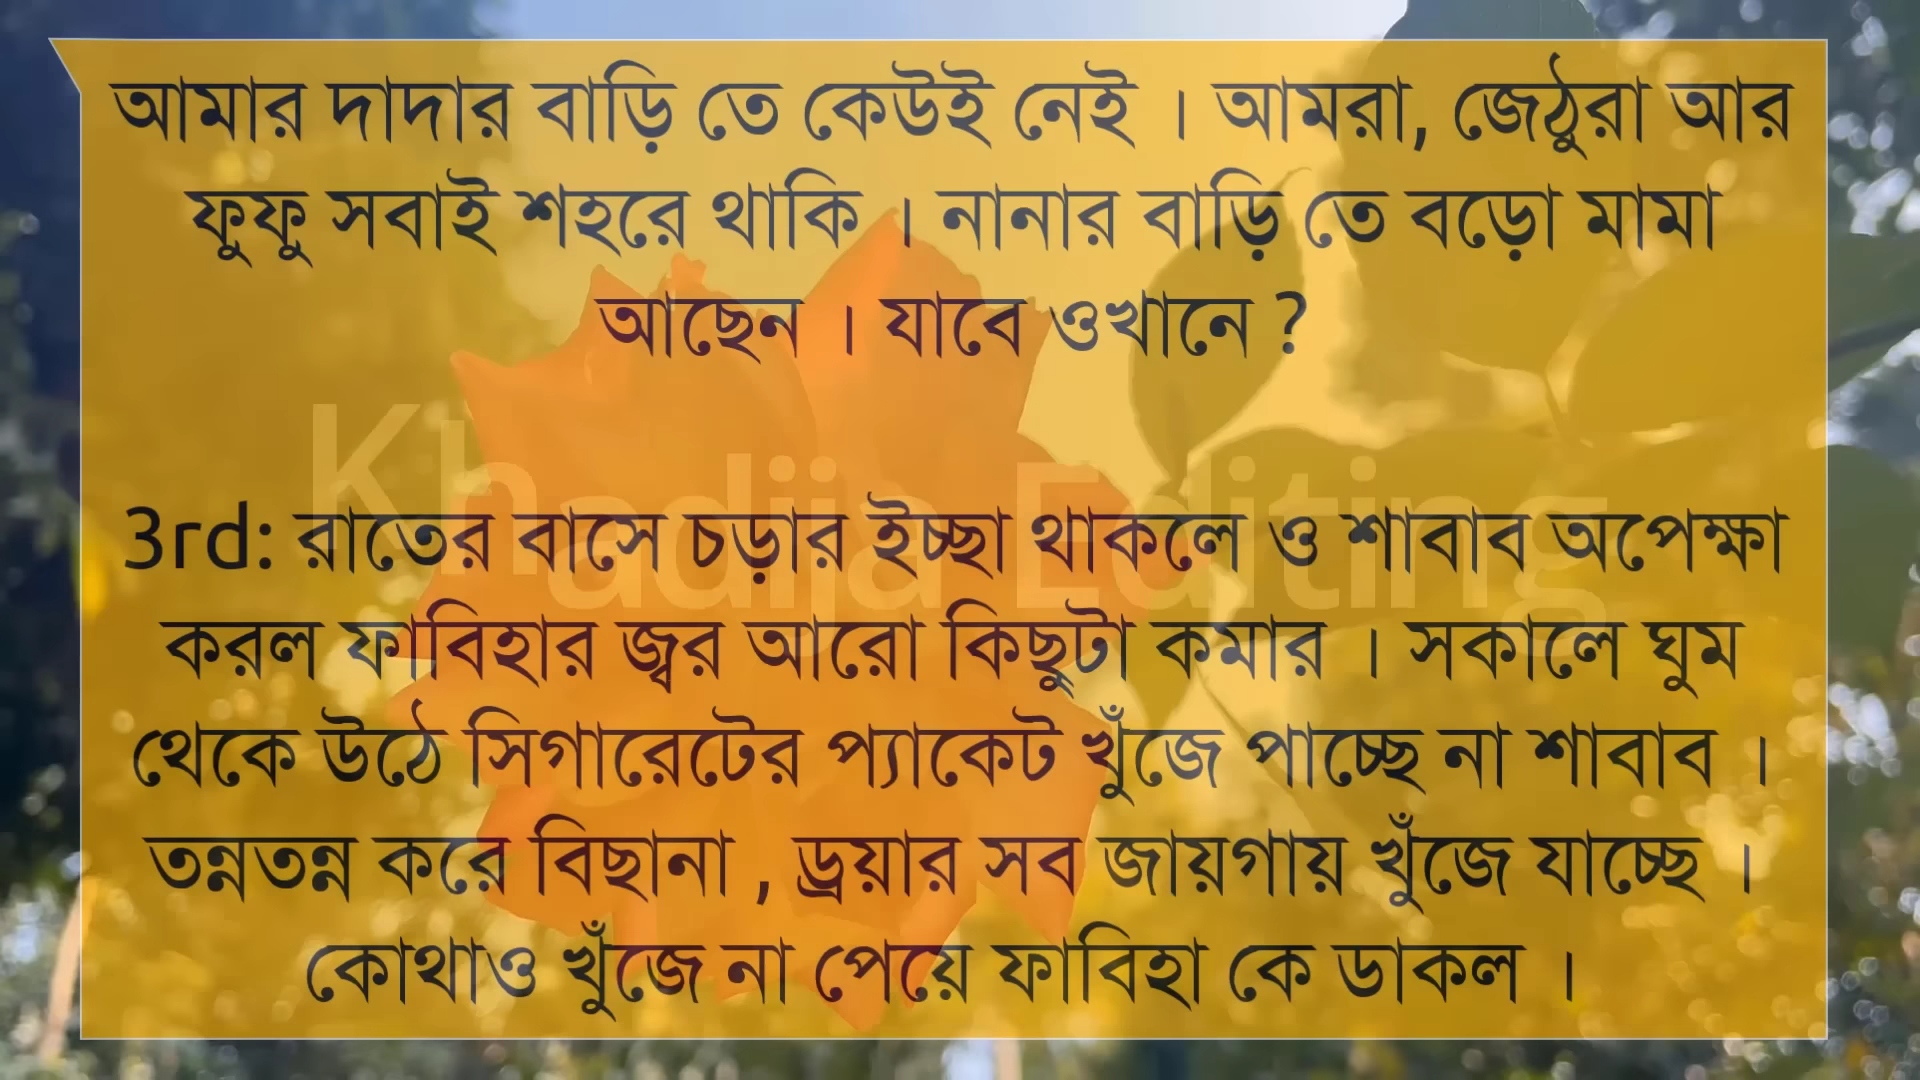 আমার দাদার বাড়ি তে কেউই নেই । আমরা, জেঠুরা আর
ফুফু সবাই শহরে থাকি । নানার বাড়ি তে বড়ো মামা
আছেন । যাবে ওখানে ?
Khadija Editing
3rd: রাতের বাসে চড়ার ইচ্ছা থাকলে ও শাবাব অপেক্ষা
করল ফাবিহার জ্বর আরো কিছুটা কমার । সকালে ঘুম
থেকে উঠে সিগারেটের প্যাকেট খুঁজে পাচ্ছে না শাবাব ।
তন্নতন্ন করে বিছানা , ড্রয়ার সব জায়গায় খুঁজে যাচ্ছে ।
কোথাও খুঁজে না পেয়ে ফাবিহা কে ডাকল ।